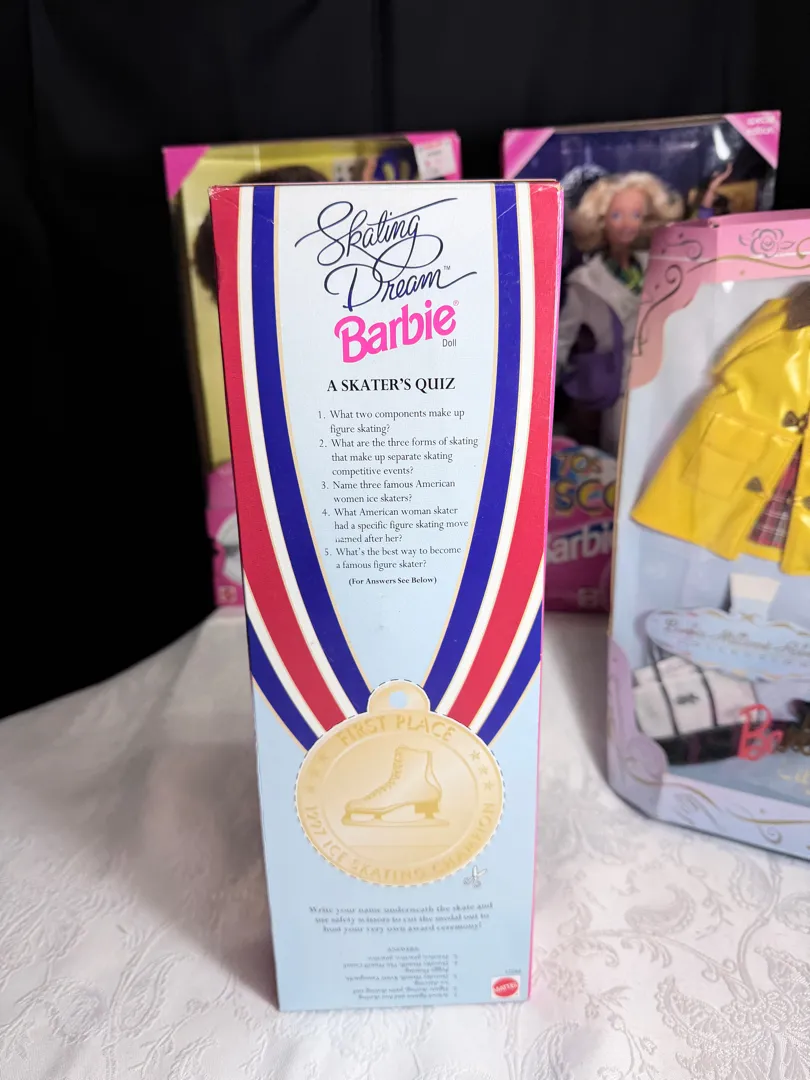 Skating
Dream™
Barbie®
Doll
A SKATER'S QUIZ
1. What two components make up
figure skating?
2. What are the three forms of skating
that make up separate skating
competitive events?
3. Name three famous American
women ice skaters?
4. What American woman skater
had a specific figure skating move
named after her?
5. What's the best way to become
a famous figure skater?
(For Answers See Below)
FIRST PLACE
1997 ICE SKATING CHAMPION
Write your name underneath the skate and
use safety scissors to cut the medal out to
host your very own award ceremony!
ANSWERS
MATTEL
special
edition
70s
Barbie